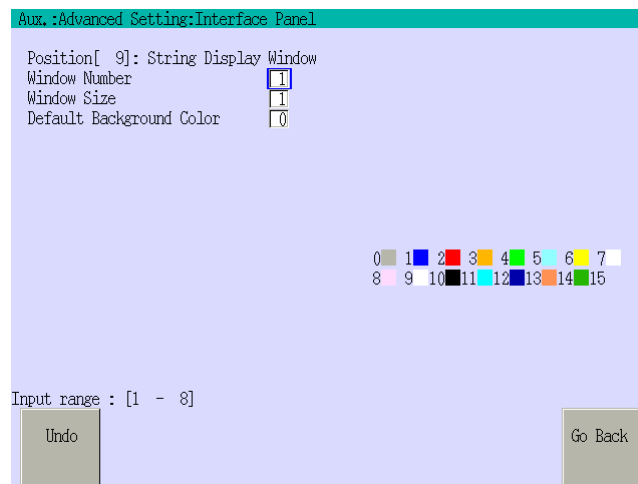 Aux.:Advanced Setting:Interface Panel
Position[ 9]: String Display Window
Window Number 1
Window Size 1
Default Background Color 0
0 1 2 3 4 5 6 7
8 9 10 11 12 13 14 15
Input range : [1 - 8]
Undo
Go Back